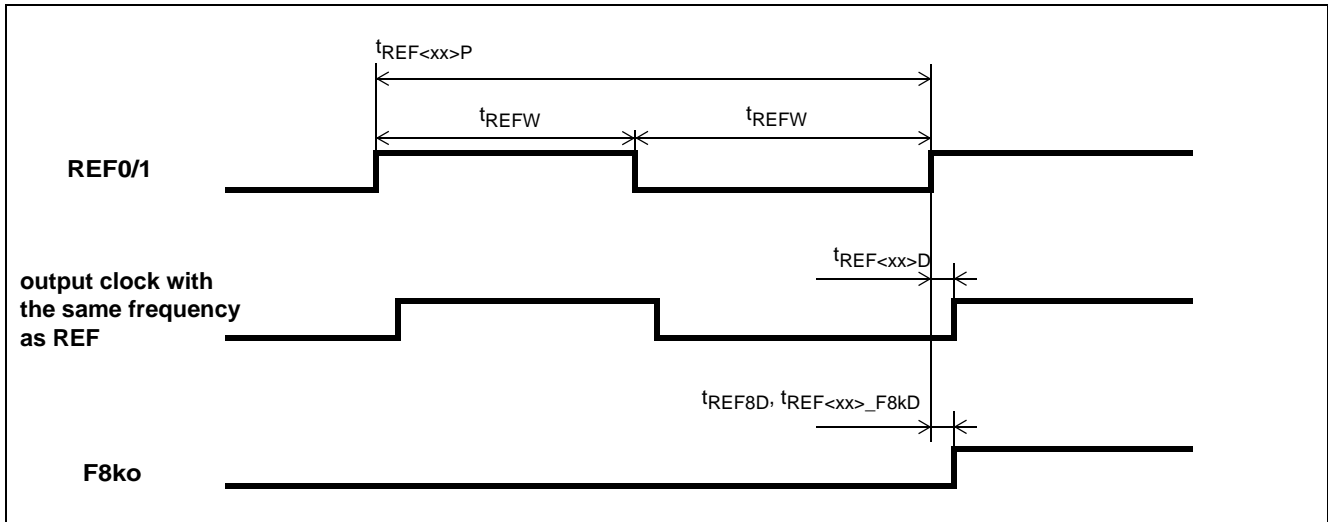 tREF<xx>P
tREFW tREFW
REF0/1
tREF<xx>D
output clock with
the same frequency
as REF
tREF8D, tREF<xx>_F8kD
F8ko